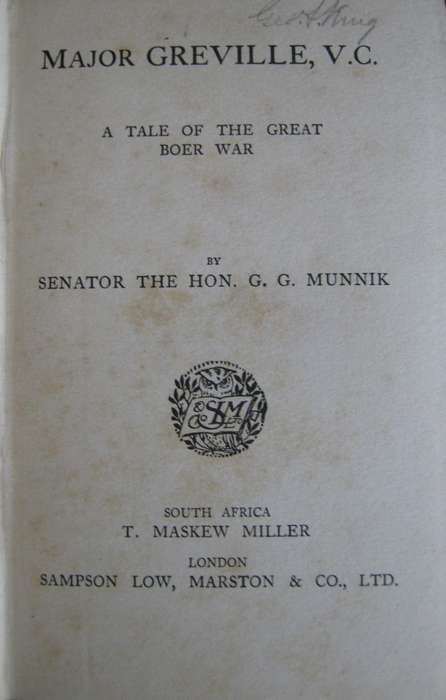 MAJOR GREVILLE, V.C.
A TALE OF THE GREAT
BOER WAR
BY
SENATOR THE HON. G. G. MUNNIK
SOUTH AFRICA
T. MASKEW MILLER
LONDON
SAMPSON LOW, MARSTON & CO., LTD.